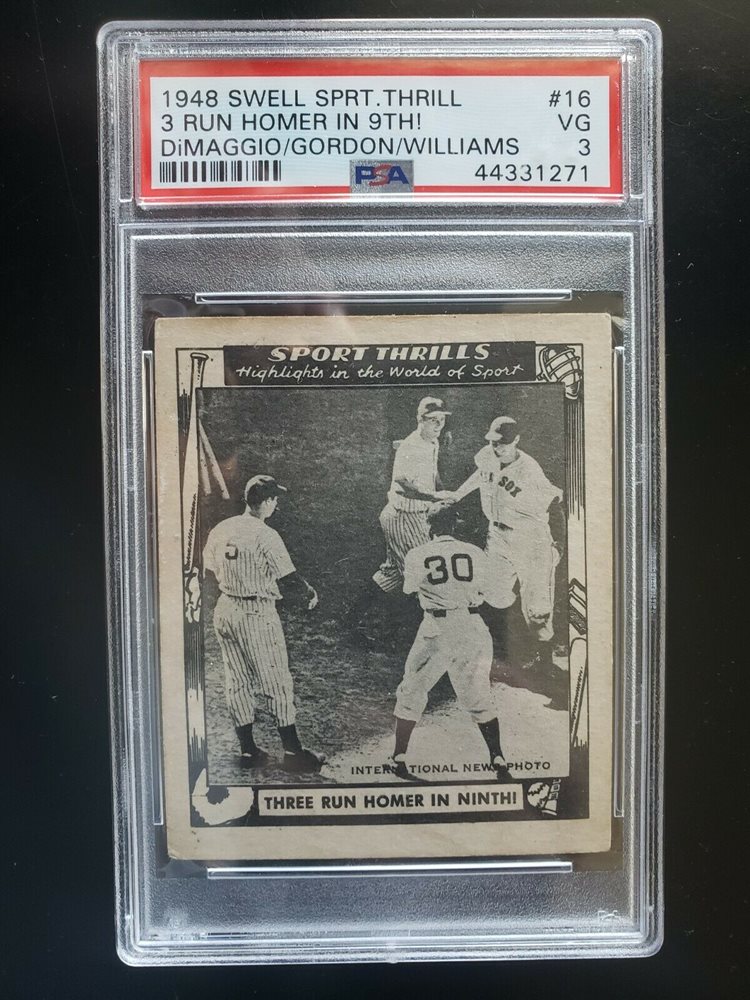 1948 SWELL SPRT.THRILL #16
3 RUN HOMER IN 9TH! VG
DiMAGGIO/GORDON/WILLIAMS 3
PSA 44331271
SPORT THRILLS
Highlights in the World of Sport
SOX
5
30
INTERNATIONAL NEWS PHOTO
THREE RUN HOMER IN NINTH!